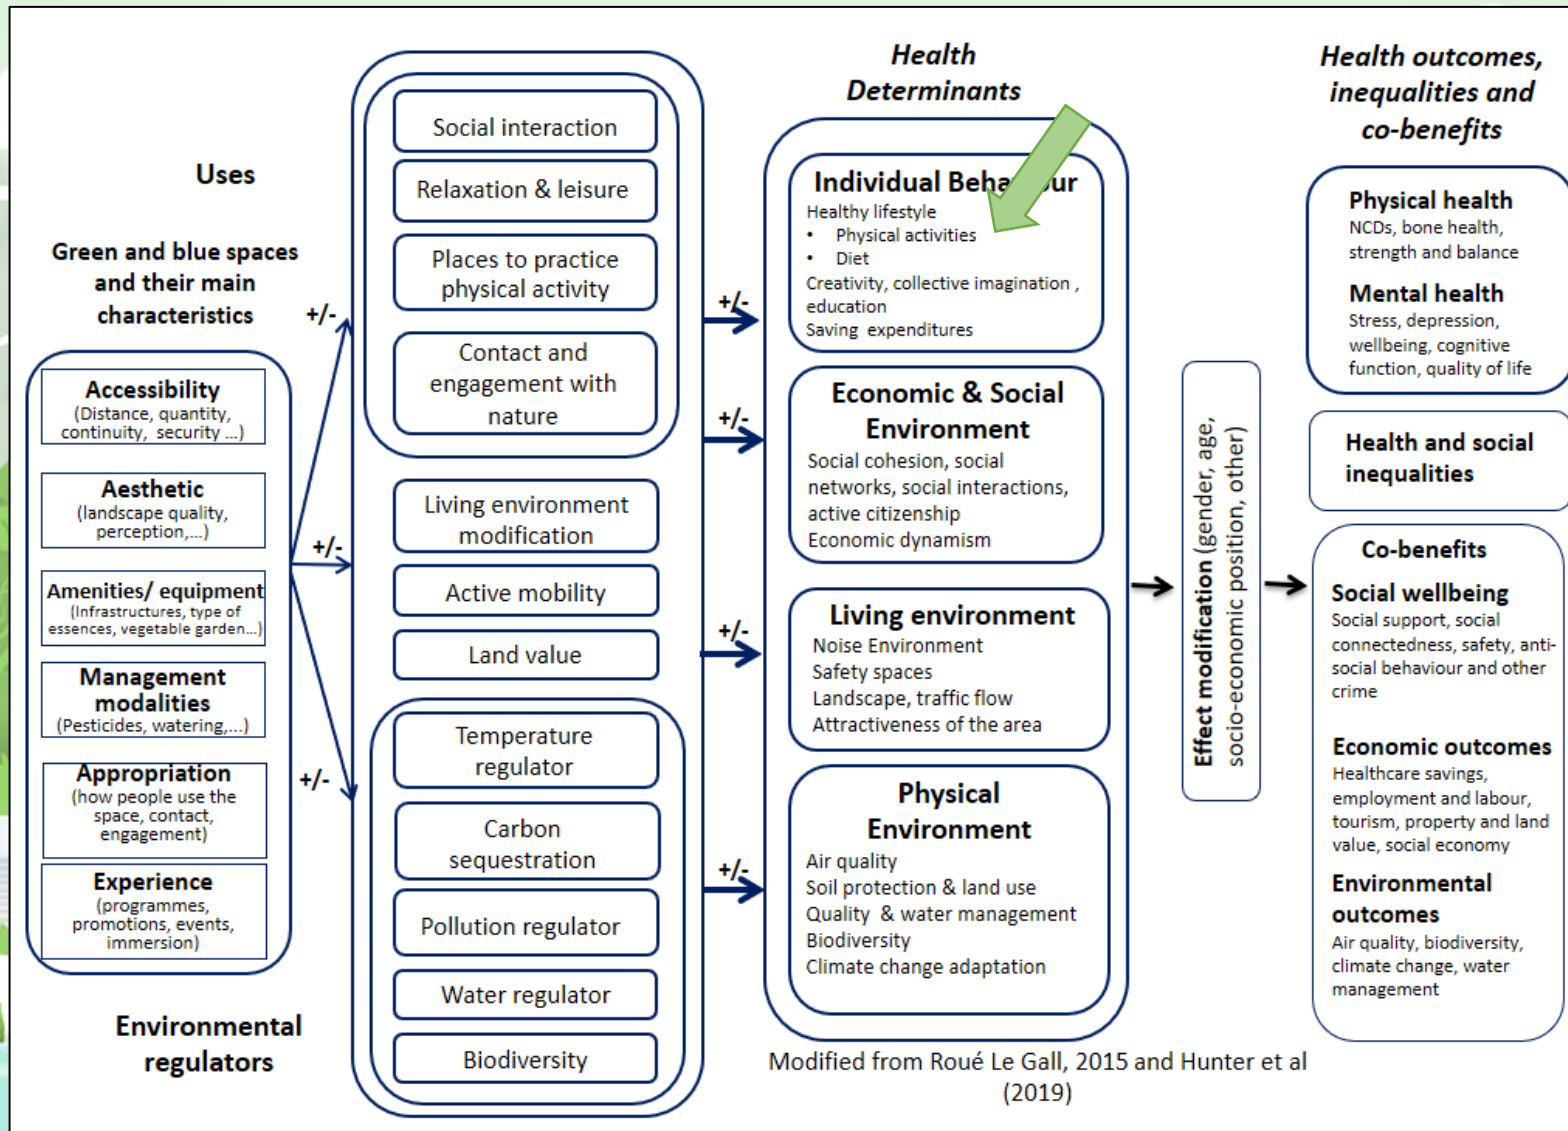 Uses
Green and blue spaces
and their main
characteristics
Accessibility
(Distance, quantity,
continuity, security ...)
Aesthetic
(landscape quality,
perception,...)
Amenities/ equipment
(Infrastructures, type of
essences, vegetable garden...)
Management
modalities
(Pesticides, watering,...)
Appropriation
(how people use the
space, contact,
engagement)
Experience
(programmes,
promotions, events,
immersion)
Environmental
regulators
+/-
+/-
+/-
Social interaction
Relaxation & leisure
Places to practice
physical activity
Contact and
engagement with
nature
Living environment
modification
Active mobility
Land value
Temperature
regulator
Carbon
sequestration
Pollution regulator
Water regulator
Biodiversity
+/-
+/-
+/-
+/-
Health
Determinants
Individual Behaviour
Healthy lifestyle
• Physical activities
• Diet
Creativity, collective imagination ,
education
Saving expenditures
Economic & Social
Environment
Social cohesion, social
networks, social interactions,
active citizenship
Economic dynamism
Living environment
Noise Environment
Safety spaces
Landscape, traffic flow
Attractiveness of the area
Physical
Environment
Air quality
Soil protection & land use
Quality & water management
Biodiversity
Climate change adaptation
Modified from Roué Le Gall, 2015 and Hunter et al
(2019)
Effect modification (gender, age,
socio-economic position, other)
Health outcomes,
inequalities and
co-benefits
Physical health
NCDs, bone health,
strength and balance
Mental health
Stress, depression,
wellbeing, cognitive
function, quality of life
Health and social
inequalities
Co-benefits
Social wellbeing
Social support, social
connectedness, safety, anti-
social behaviour and other
crime
Economic outcomes
Healthcare savings,
employment and labour,
tourism, property and land
value, social economy
Environmental
outcomes
Air quality, biodiversity,
climate change, water
management